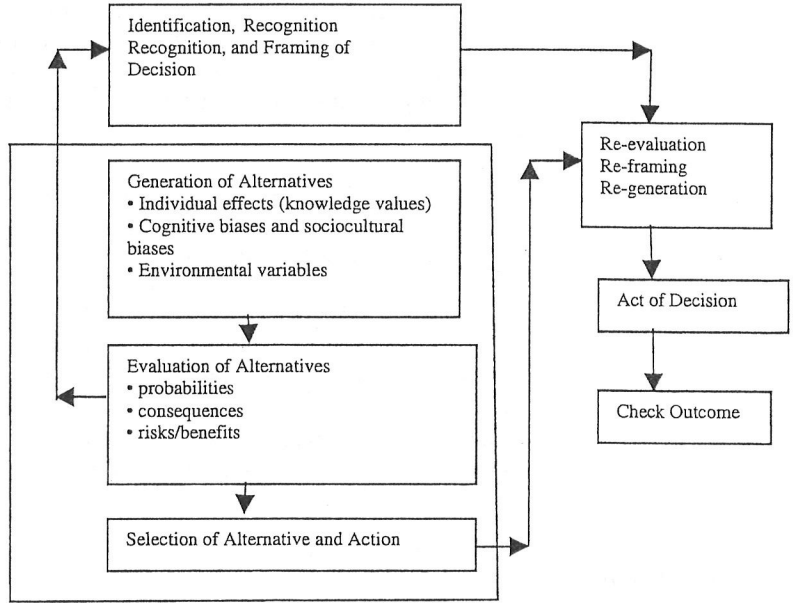 Identification, Recognition
Recognition, and Framing of
Decision
Generation of Alternatives
• Individual effects (knowledge values)
• Cognitive biases and sociocultural
biases
• Environmental variables
Evaluation of Alternatives
• probabilities
• consequences
• risks/benefits
Selection of Alternative and Action
Re-evaluation
Re-framing
Re-generation
Act of Decision
Check Outcome